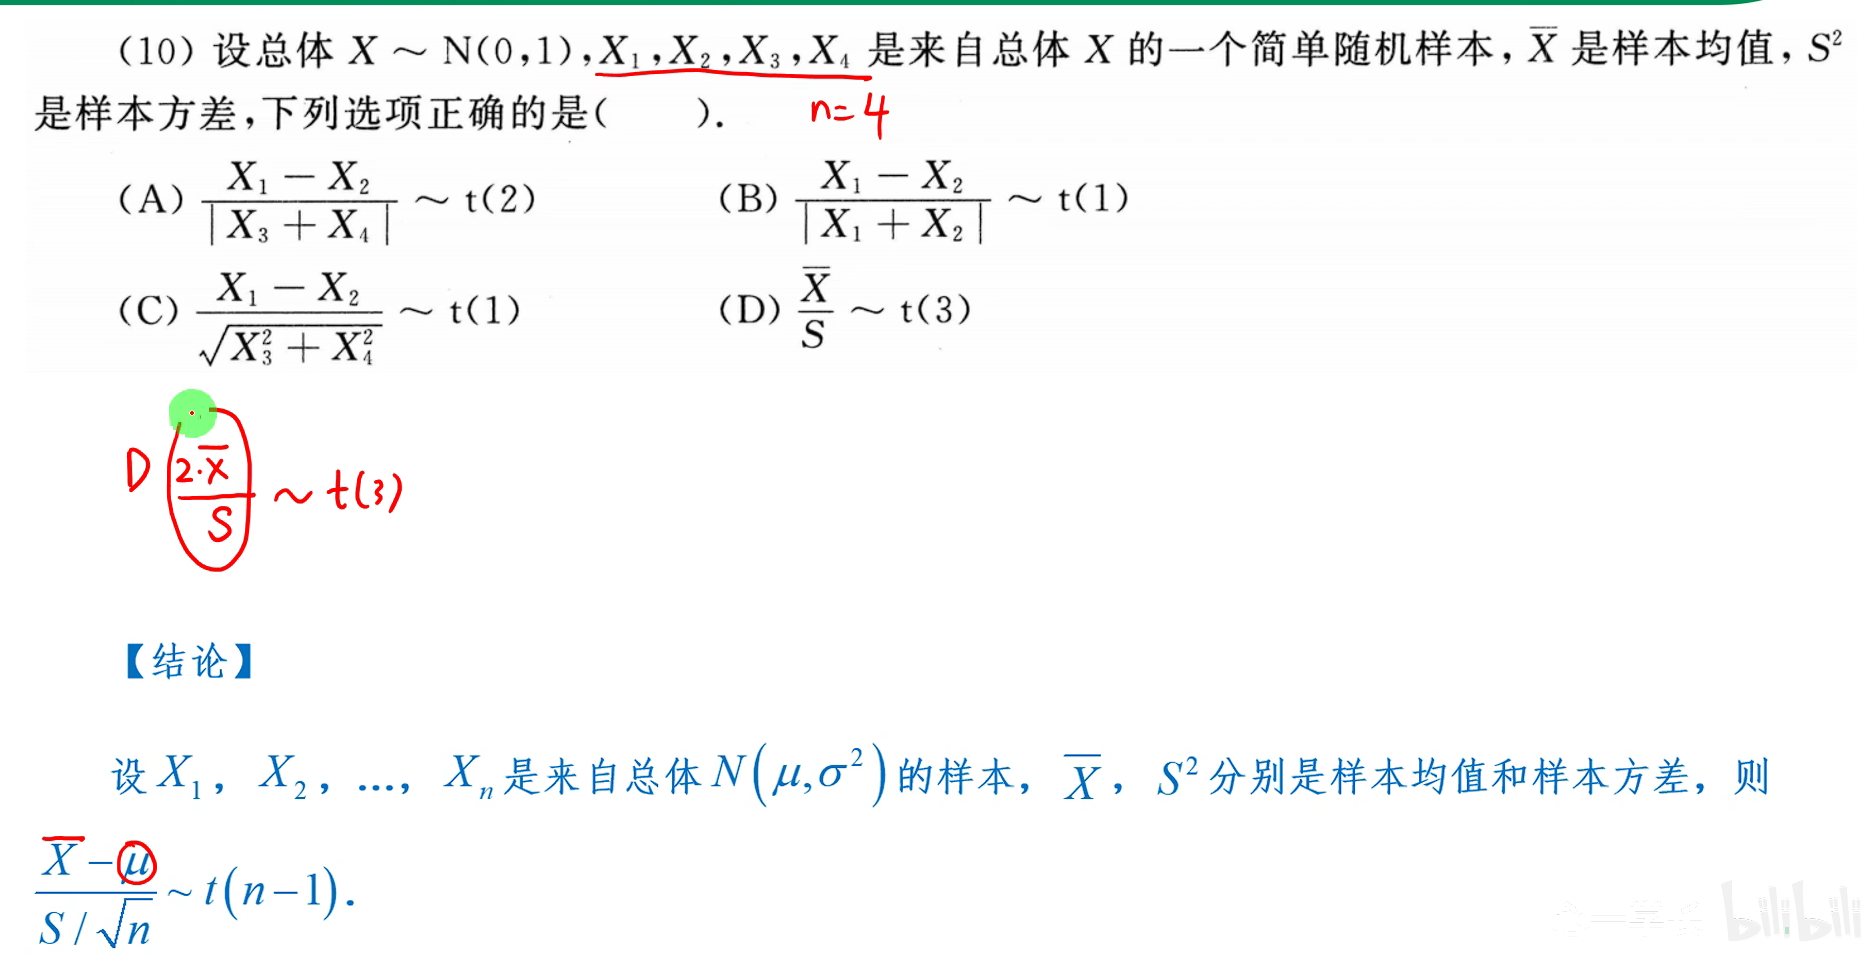 (10) 设总体 X ~ N(0,1), X₁, X₂, X₃, X₄ 是来自总体 X 的一个简单随机样本, X̅ 是样本均值, S²
是样本方差,下列选项正确的是(  ).
n=4
(A) (X₁ − X₂)/|X₃ + X₄| ~ t(2) (B) (X₁ − X₂)/|X₁ + X₂| ~ t(1)
(C) (X₁ − X₂)/√(X₃² + X₄²) ~ t(1) (D) X̅/S ~ t(3)
D 2·X̅/S ~ t(3)
【结论】
设 X₁, X₂, …, Xₙ 是来自总体 N(μ,σ²) 的样本, X̅, S² 分别是样本均值和样本方差, 则
(X̅−μ)/(S/√n) ~ t(n−1).
bilibili